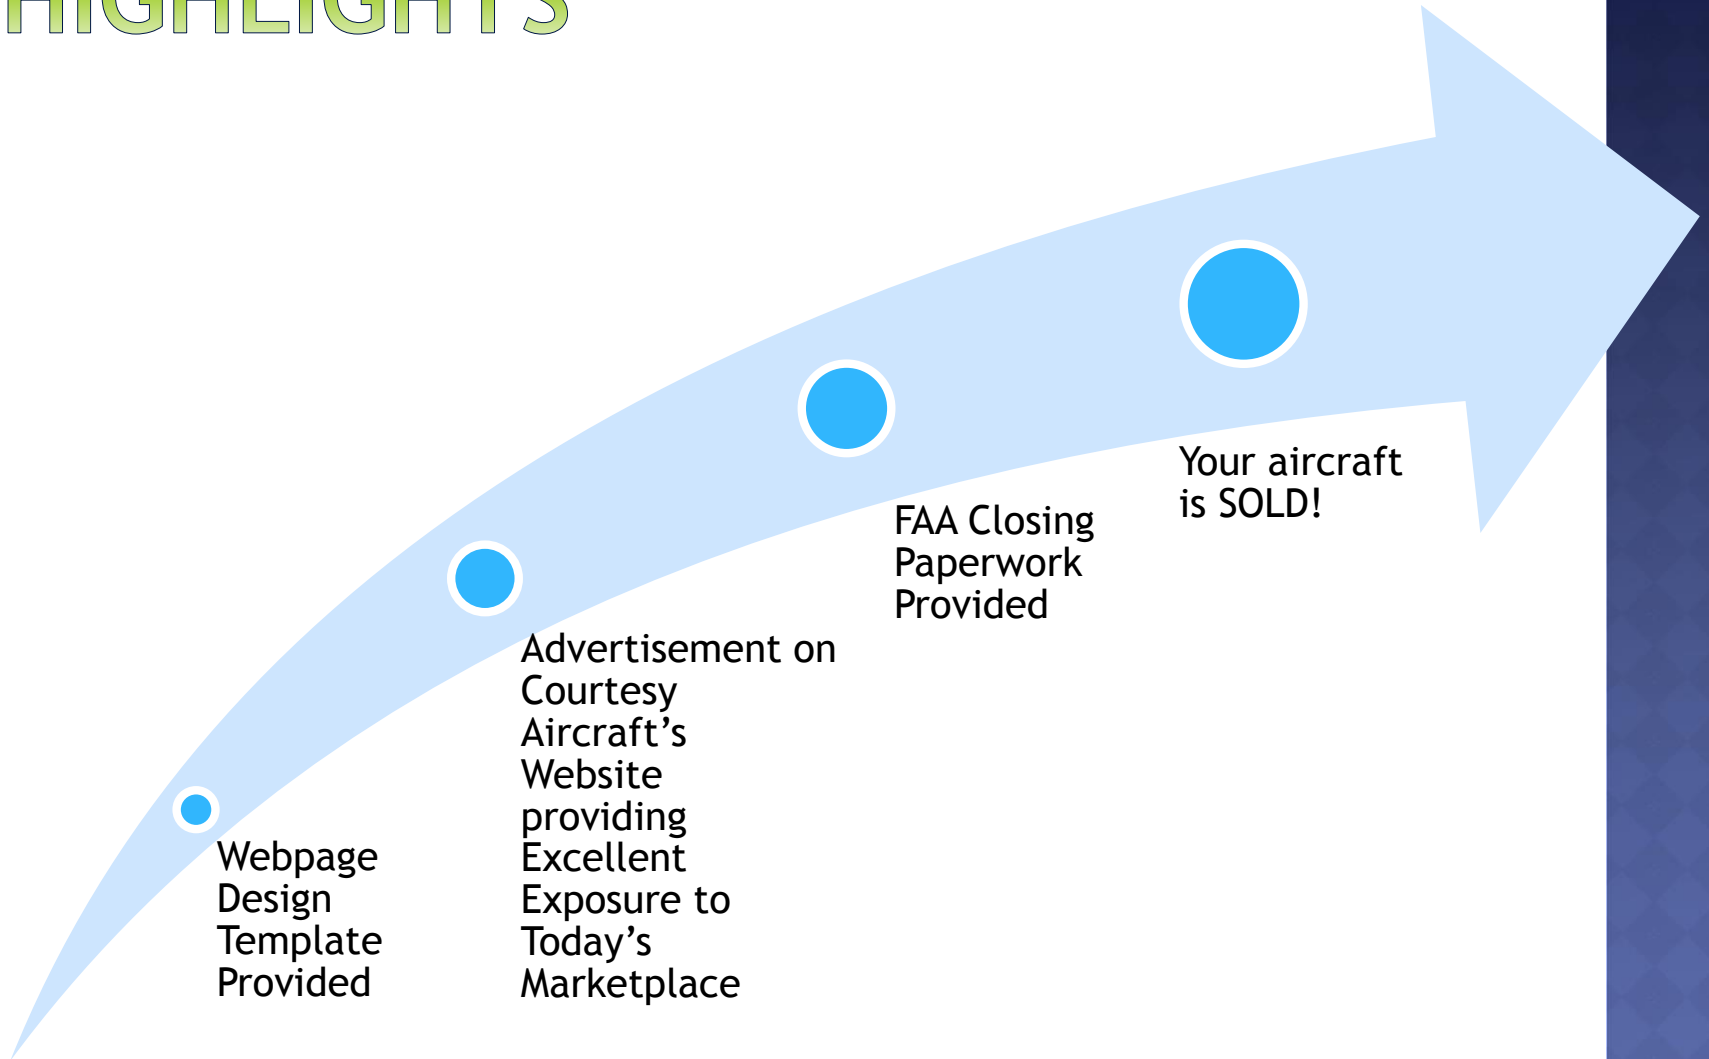 HIGHLIGHTS
Webpage
Design
Template
Provided
Advertisement on
Courtesy
Aircraft’s
Website
providing
Excellent
Exposure to
Today’s
Marketplace
FAA Closing
Paperwork
Provided
Your aircraft
is SOLD!